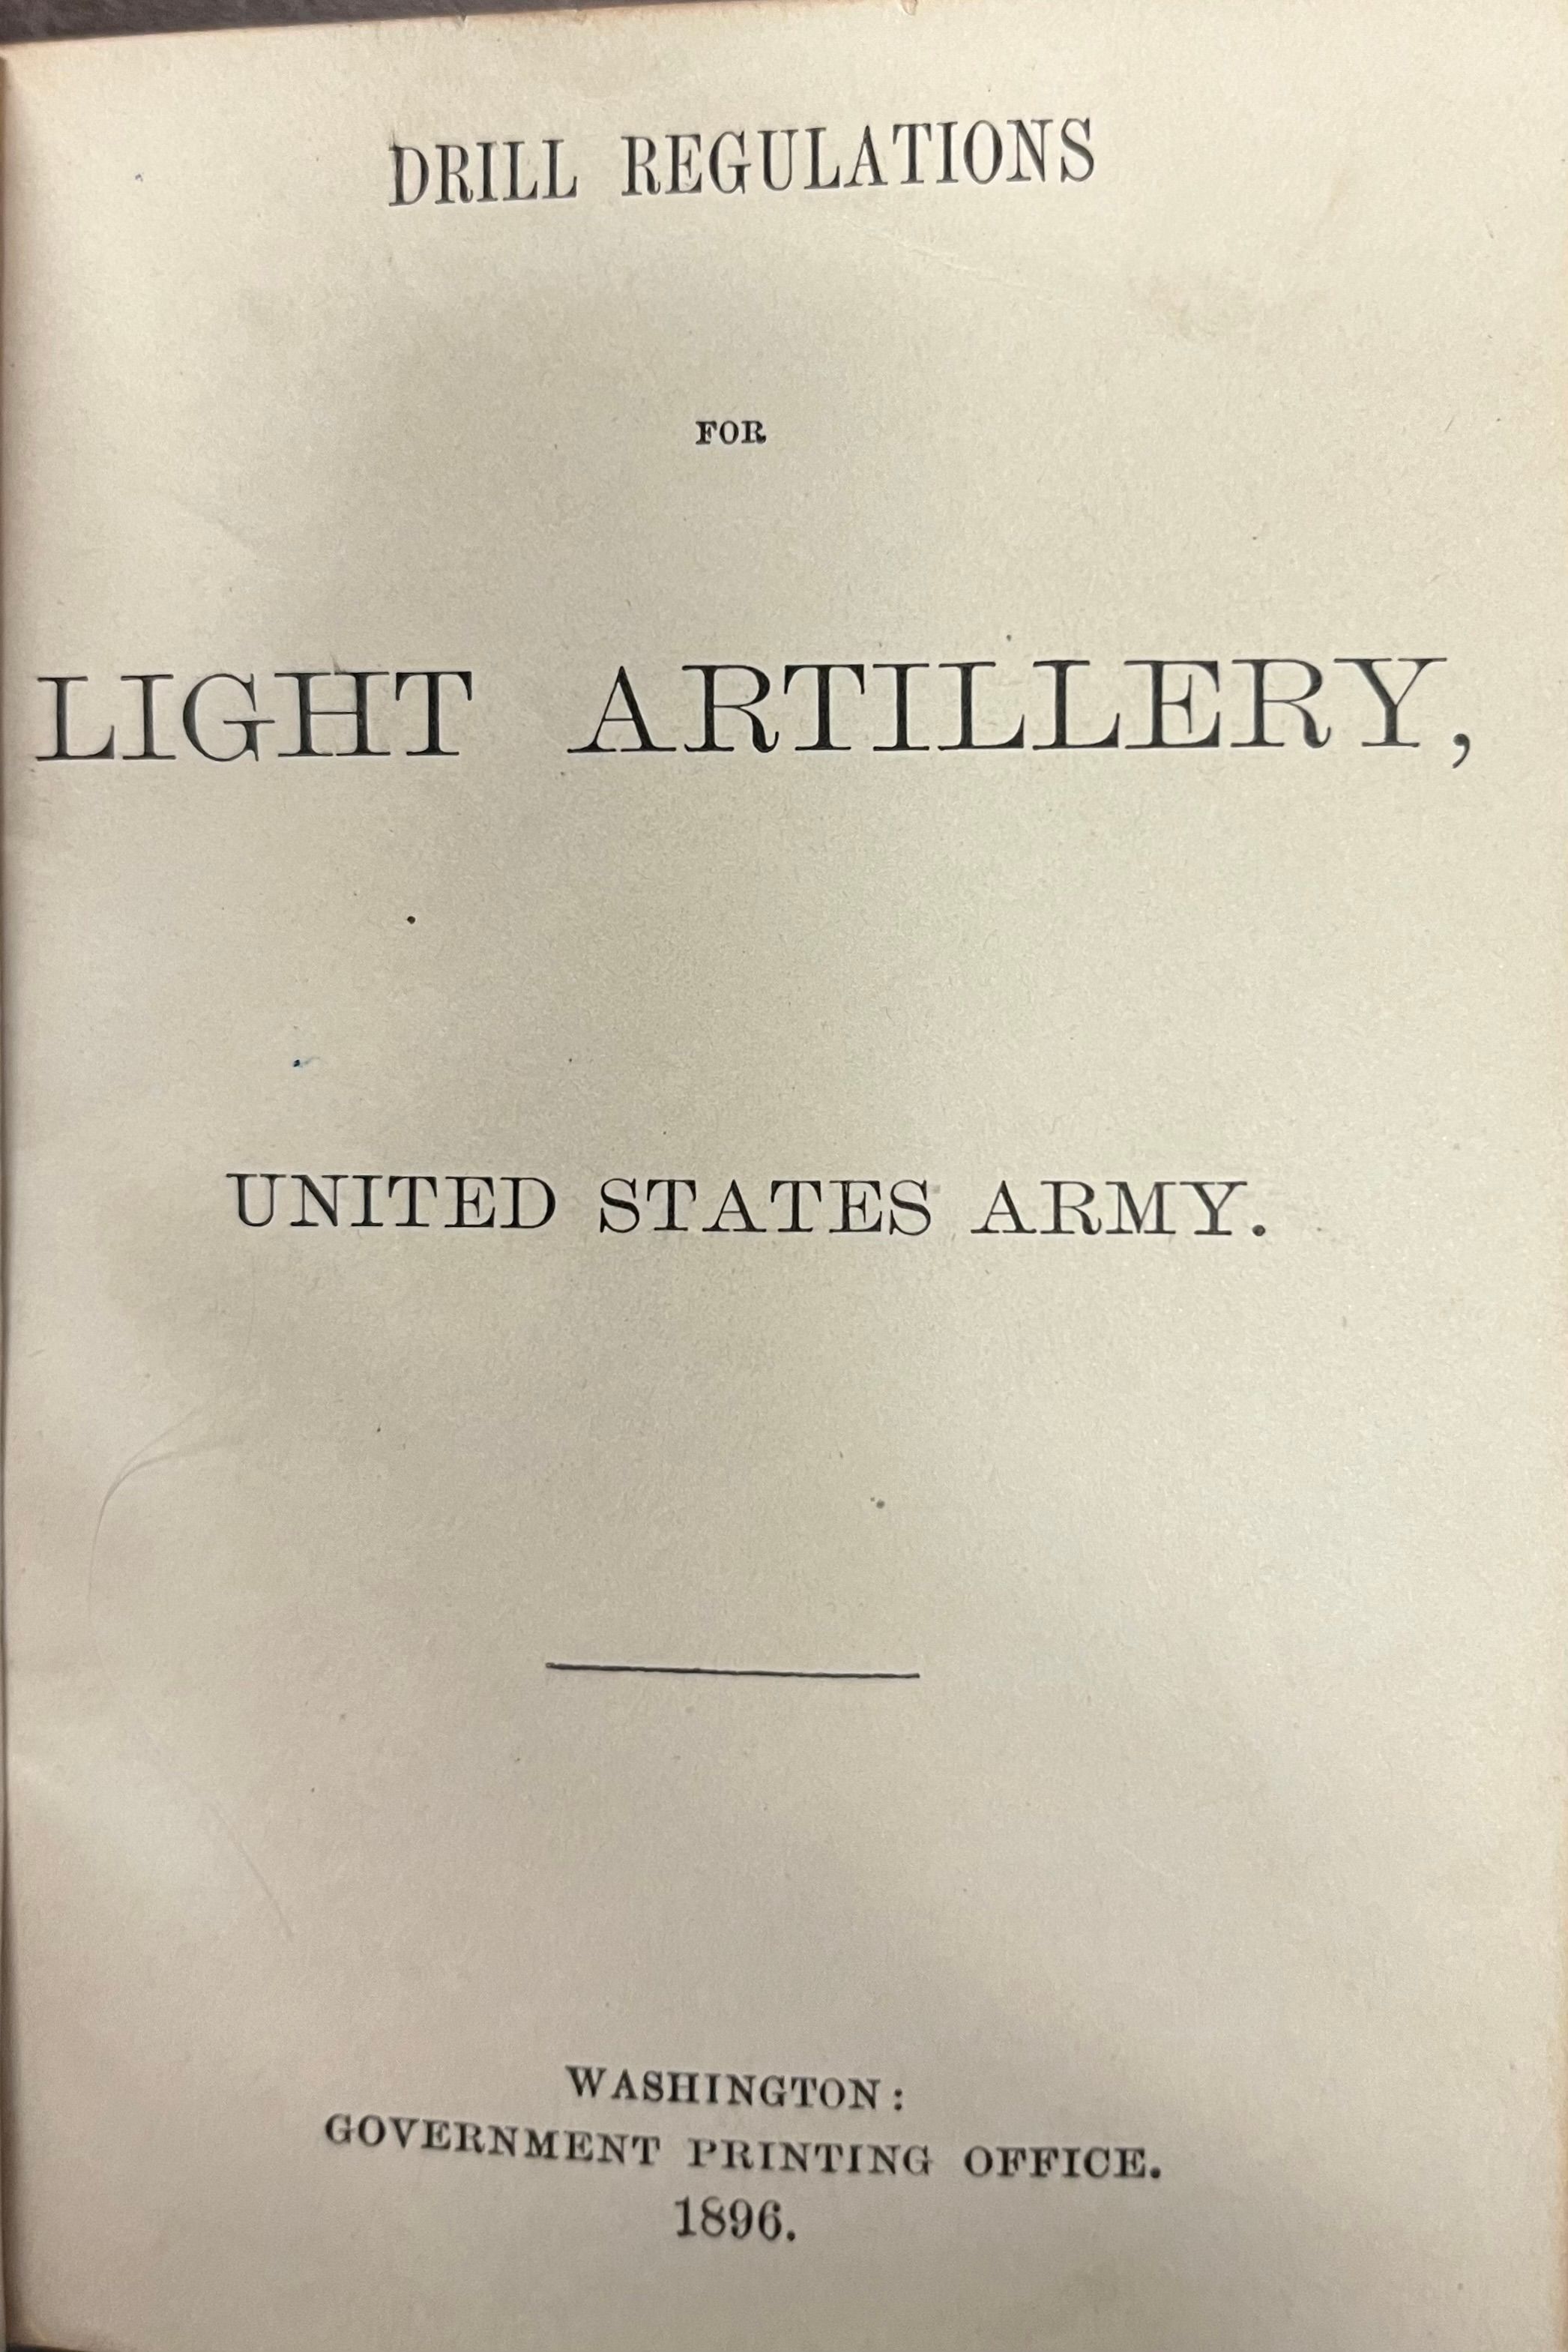 DRILL REGULATIONS
FOR
LIGHT ARTILLERY,
UNITED STATES ARMY.
WASHINGTON:
GOVERNMENT PRINTING OFFICE.
1896.